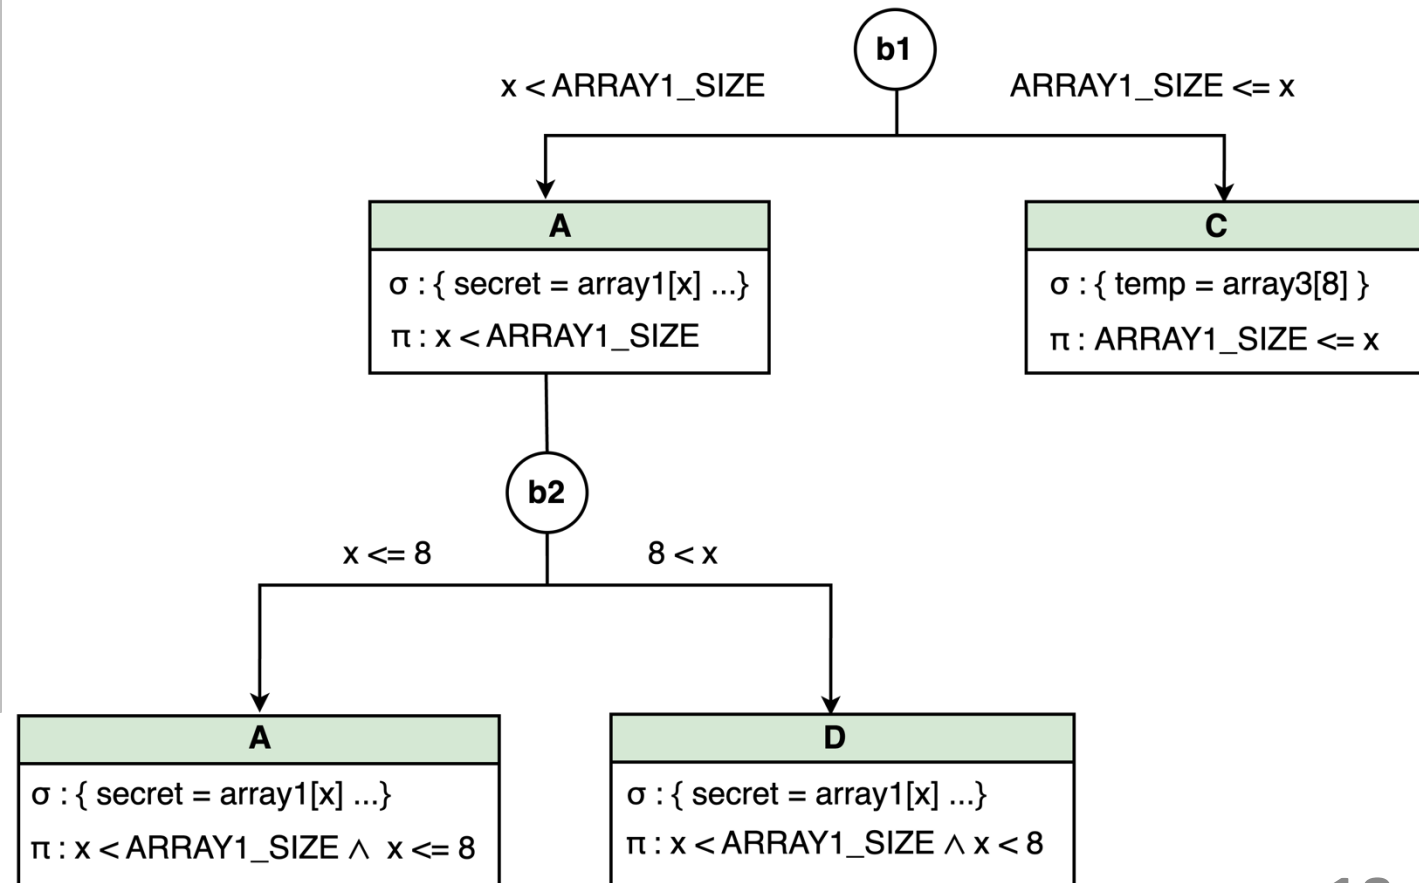 b1
x < ARRAY1_SIZE
ARRAY1_SIZE <= x
A
σ : { secret = array1[x] ...}
π : x < ARRAY1_SIZE
C
σ : { temp = array3[8] }
π : ARRAY1_SIZE <= x
b2
x <= 8
8 < x
A
σ : { secret = array1[x] ...}
π : x < ARRAY1_SIZE ∧ x <= 8
D
σ : { secret = array1[x] ...}
π : x < ARRAY1_SIZE ∧ x < 8